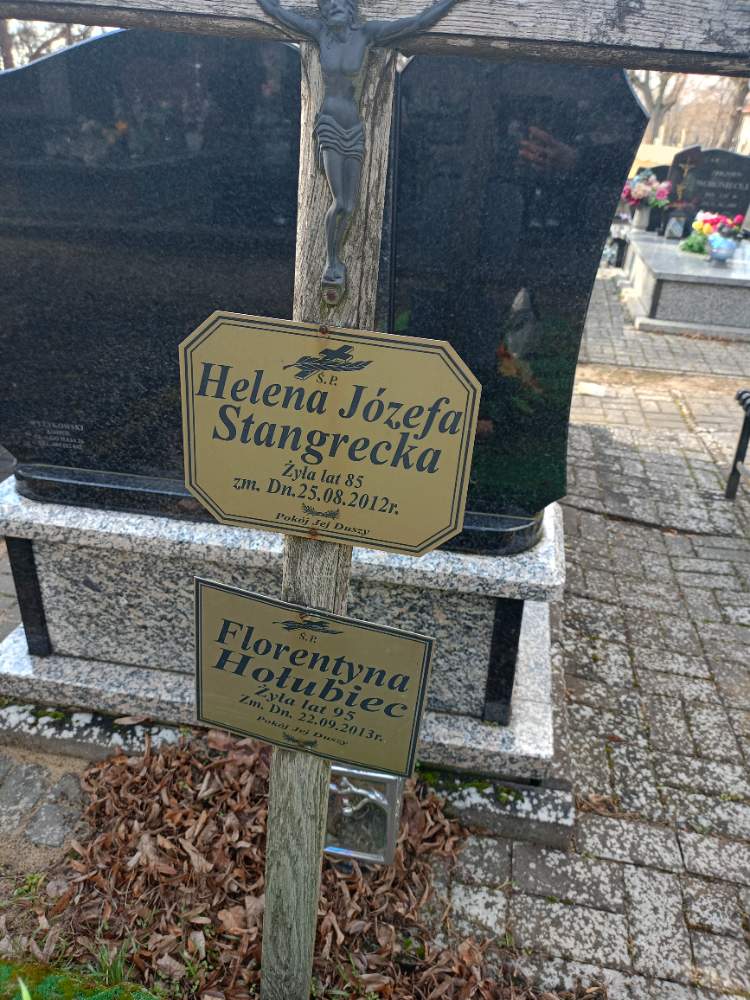 Ś.P.
Helena Józefa
Stangrecka
Żyła lat 85
zm. Dn.25.08.2012r.
Pokój Jej Duszy
Ś.P.
Florentyna
Hołubiec
Żyła lat 95
Zm. Dn. 22.09.2013r.
Pokój Jej Duszy